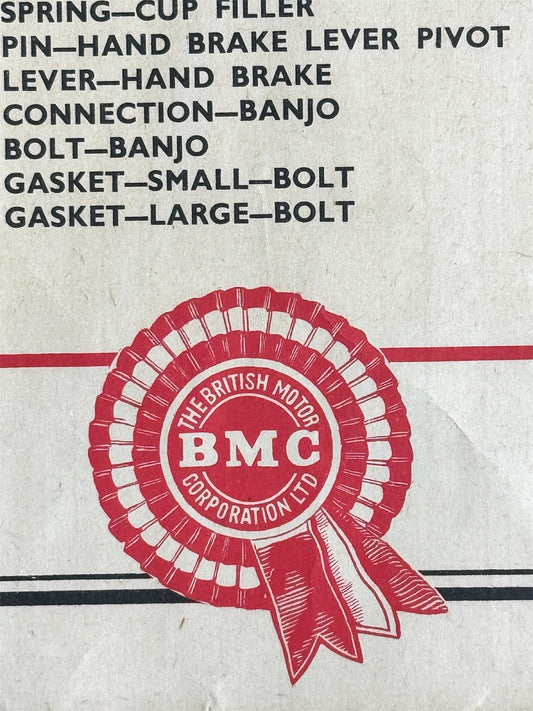 SPRING—CUP FILLER
PIN—HAND BRAKE LEVER PIVOT
LEVER—HAND BRAKE
CONNECTION—BANJO
BOLT—BANJO
GASKET—SMALL—BOLT
GASKET—LARGE—BOLT
THE BRITISH MOTOR
BMC
CORPORATION LTD